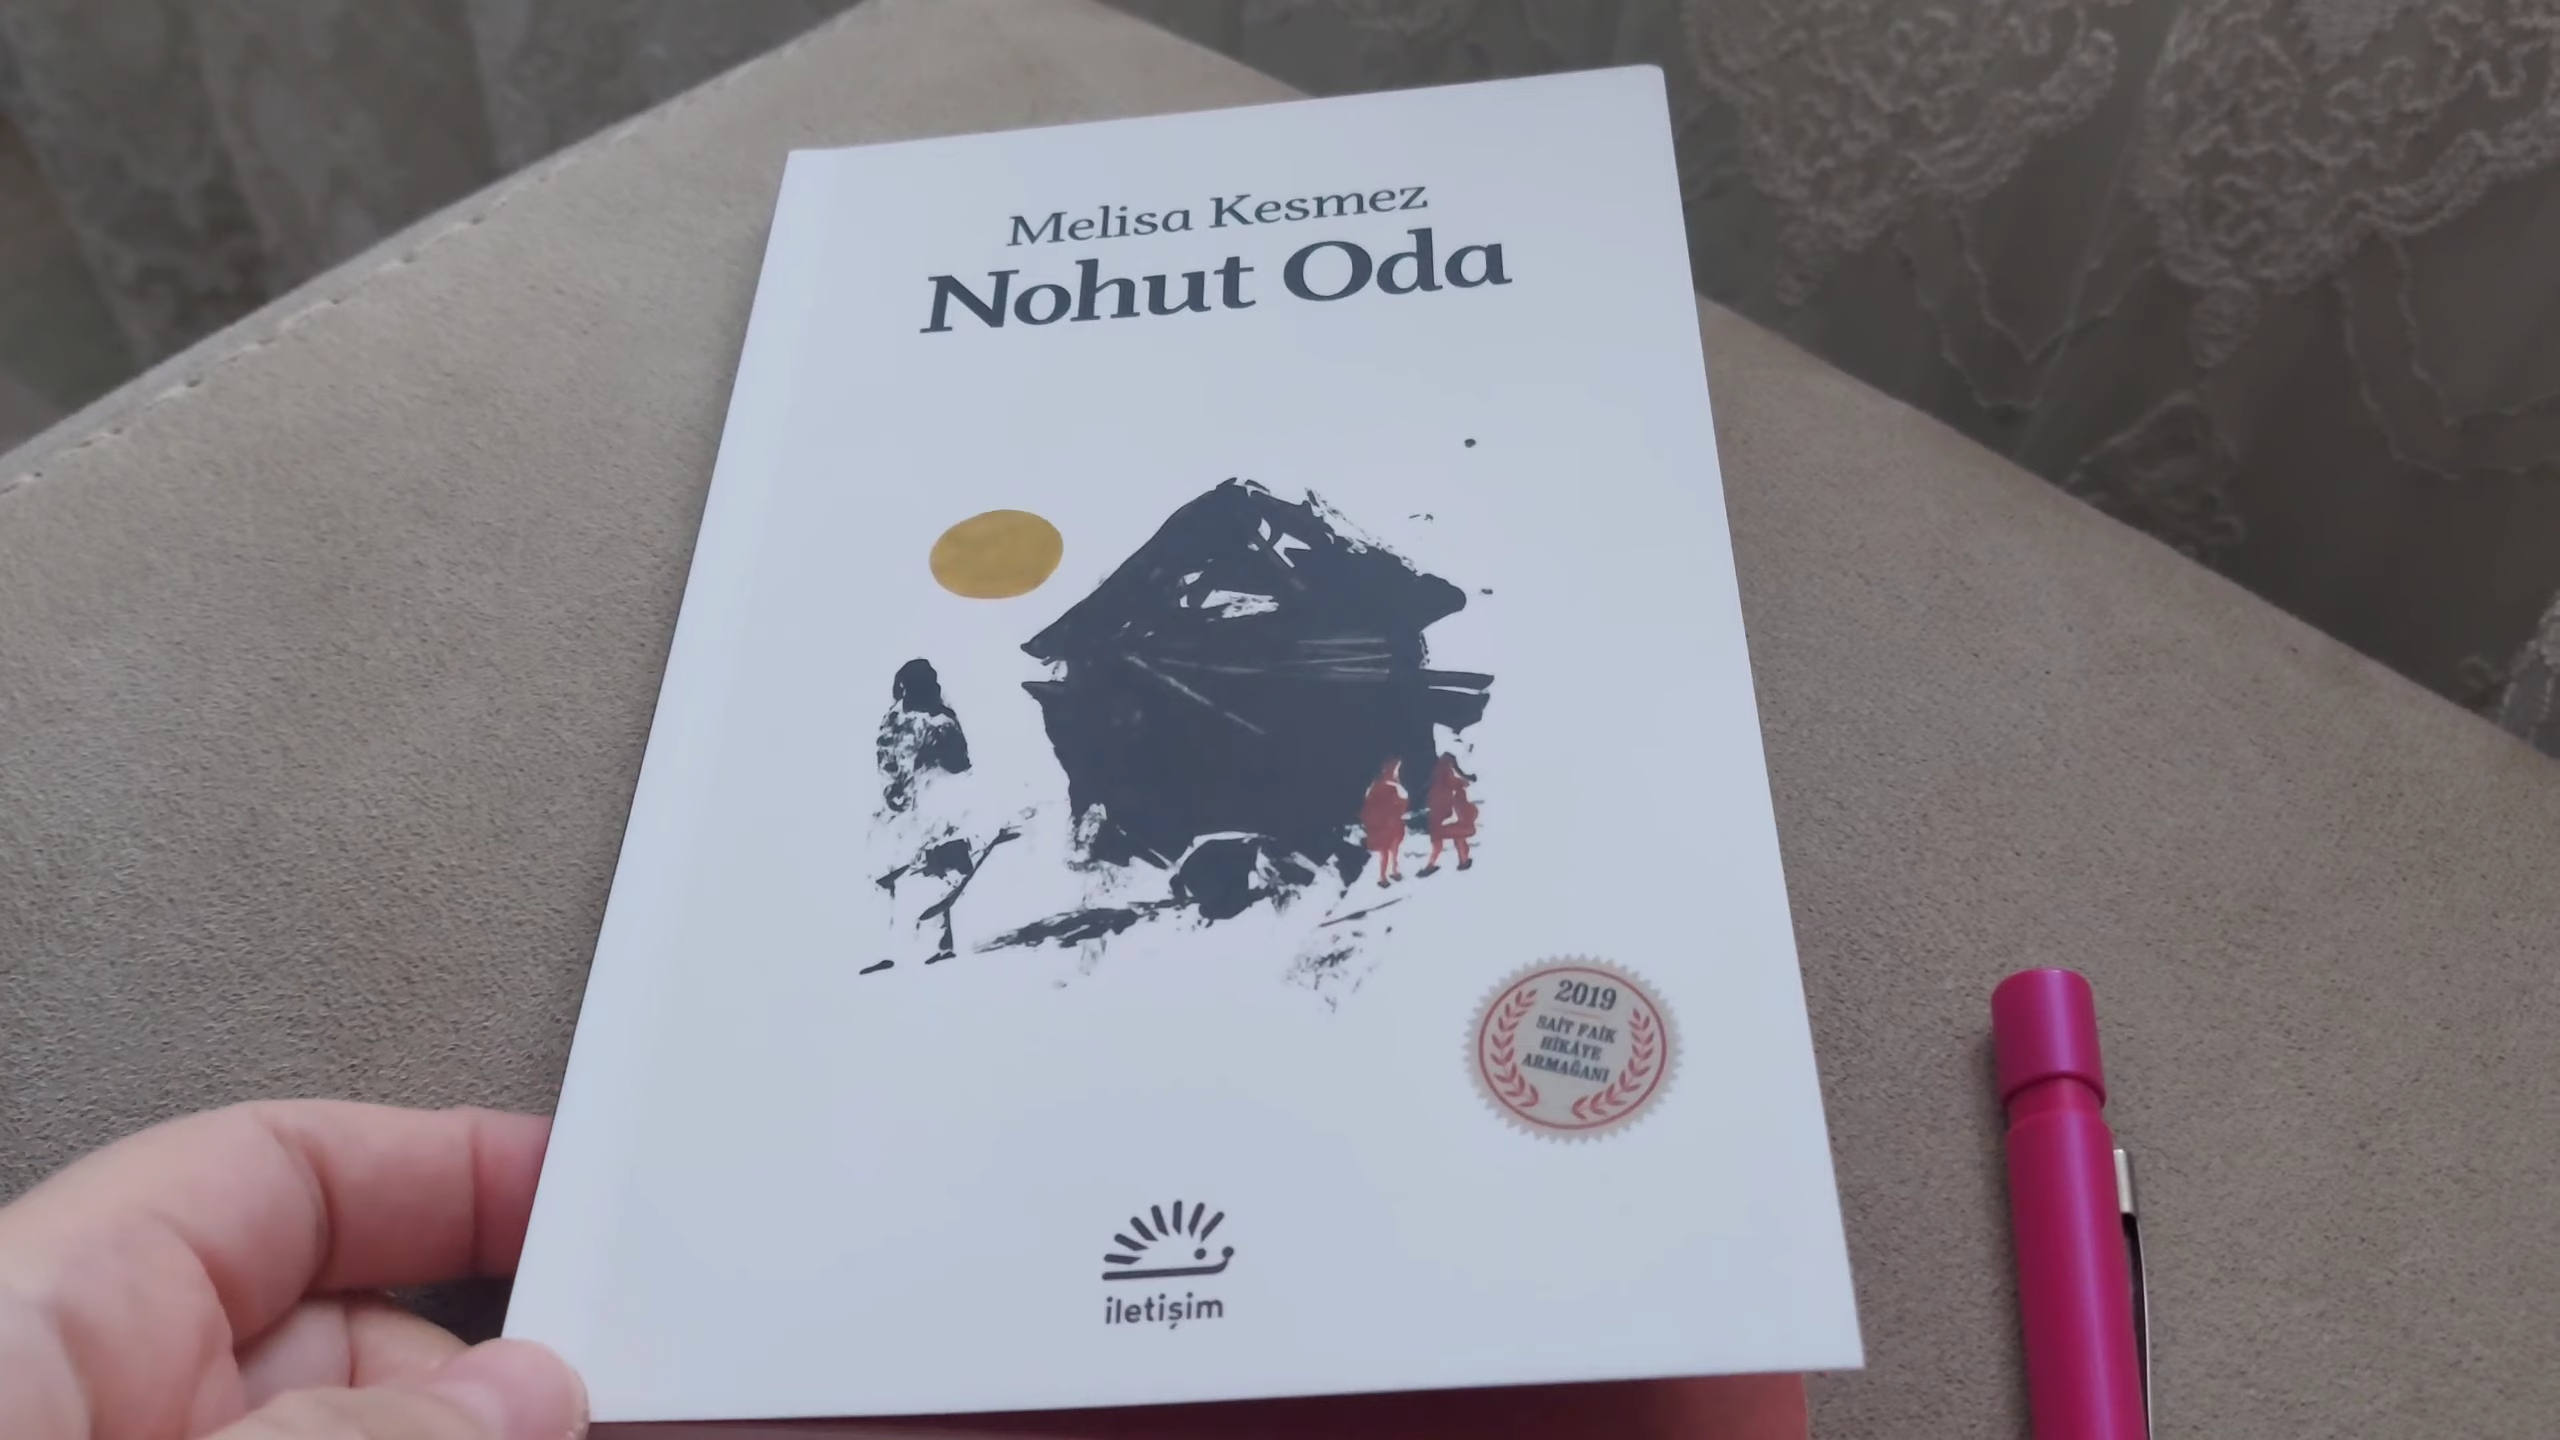 Melisa Kesmez
Nohut Oda
2019
SAİT FAİK
HİKÂYE
ARMAĞANI
iletişim